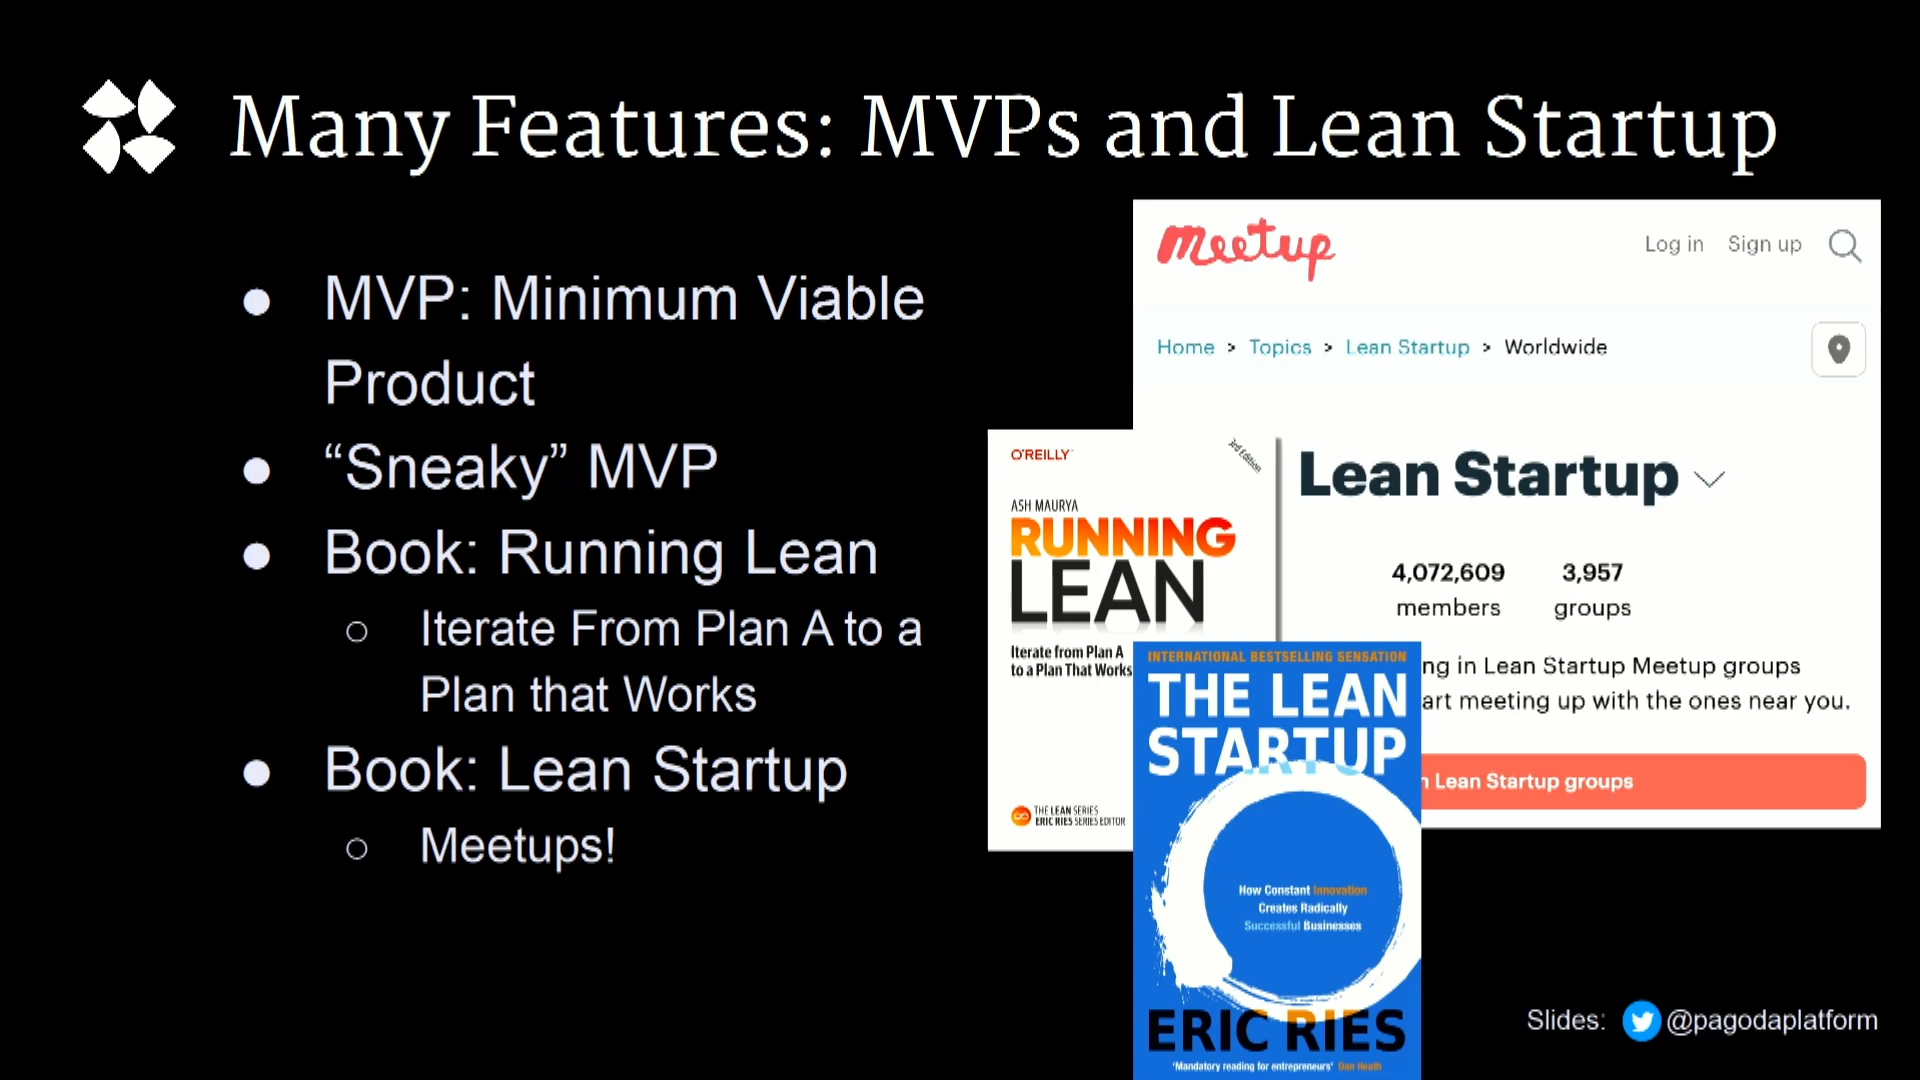 Many Features: MVPs and Lean Startup
● MVP: Minimum Viable
Product
● “Sneaky” MVP
● Book: Running Lean
○ Iterate From Plan A to a
Plan that Works
● Book: Lean Startup
○ Meetups!
meetup
Log in Sign up
Home > Topics > Lean Startup > Worldwide
Lean Startup
4,072,609 3,957
members groups
ng in Lean Startup Meetup groups
art meeting up with the ones near you.
n Lean Startup groups
O'REILLY
3rd Edition
ASH MAURYA
RUNNING
LEAN
Iterate from Plan A
to a Plan That Works
THE LEAN SERIES
ERIC RIES SERIES EDITOR
INTERNATIONAL BESTSELLING SENSATION
THE LEAN
STARTUP
How Constant Innovation
Creates Radically
Successful Businesses
ERIC RIES
'Mandatory reading for entrepreneurs' Dan Heath
Slides: @pagodaplatform